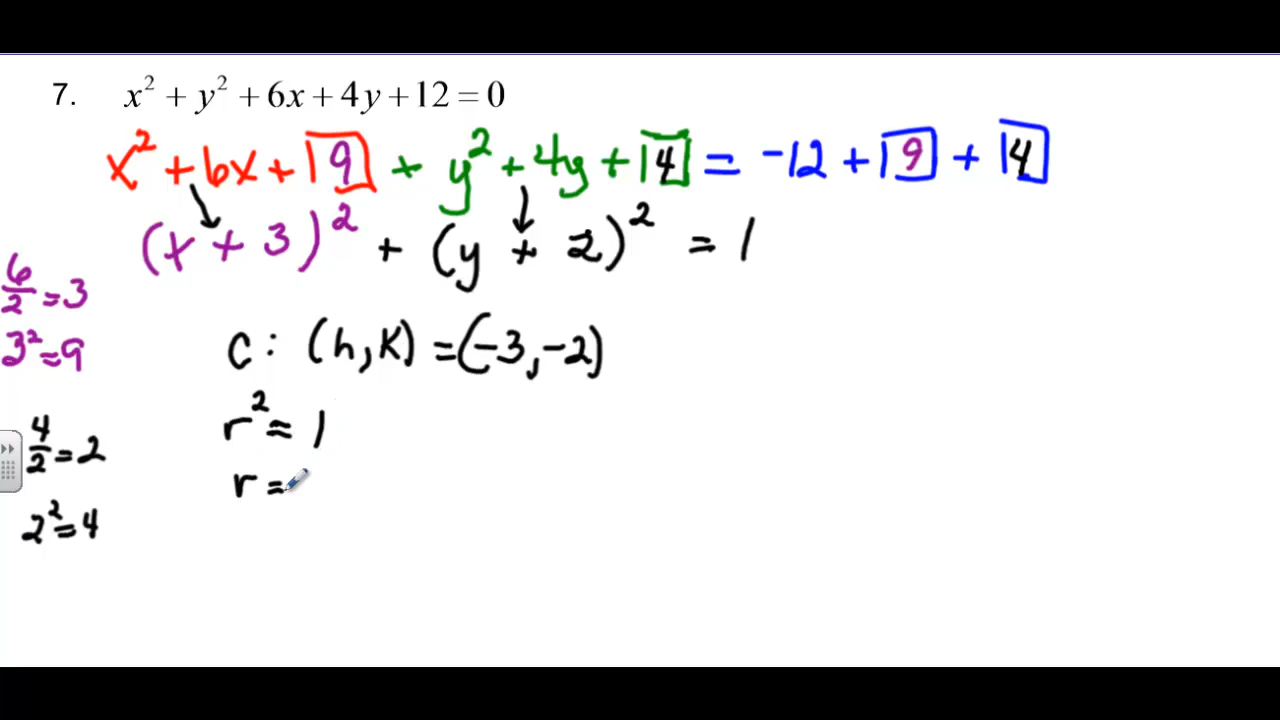 7. x² + y² + 6x + 4y + 12 = 0
x² + 6x + 9 + y² + 4y + 4 = -12 + 9 + 4
(x + 3)² + (y + 2)² = 1
6/2 = 3
3² = 9
C: (h, K) = (-3, -2)
r² = 1
4/2 = 2
r =
2² = 4